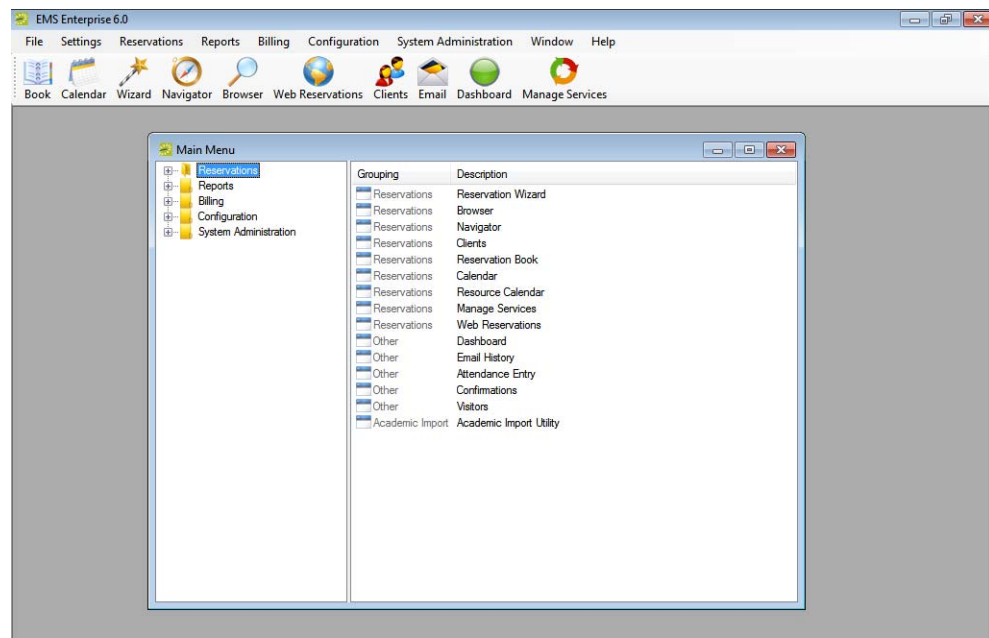 EMS Enterprise 6.0
File Settings Reservations Reports Billing Configuration System Administration Window Help
Book Calendar Wizard Navigator Browser Web Reservations Clients Email Dashboard Manage Services
Main Menu
Reservations
Reports
Billing
Configuration
System Administration
Grouping Description
Reservations Reservation Wizard
Reservations Browser
Reservations Navigator
Reservations Clients
Reservations Reservation Book
Reservations Calendar
Reservations Resource Calendar
Reservations Manage Services
Reservations Web Reservations
Other Dashboard
Other Email History
Other Attendance Entry
Other Confirmations
Other Visitors
Academic Import Academic Import Utility